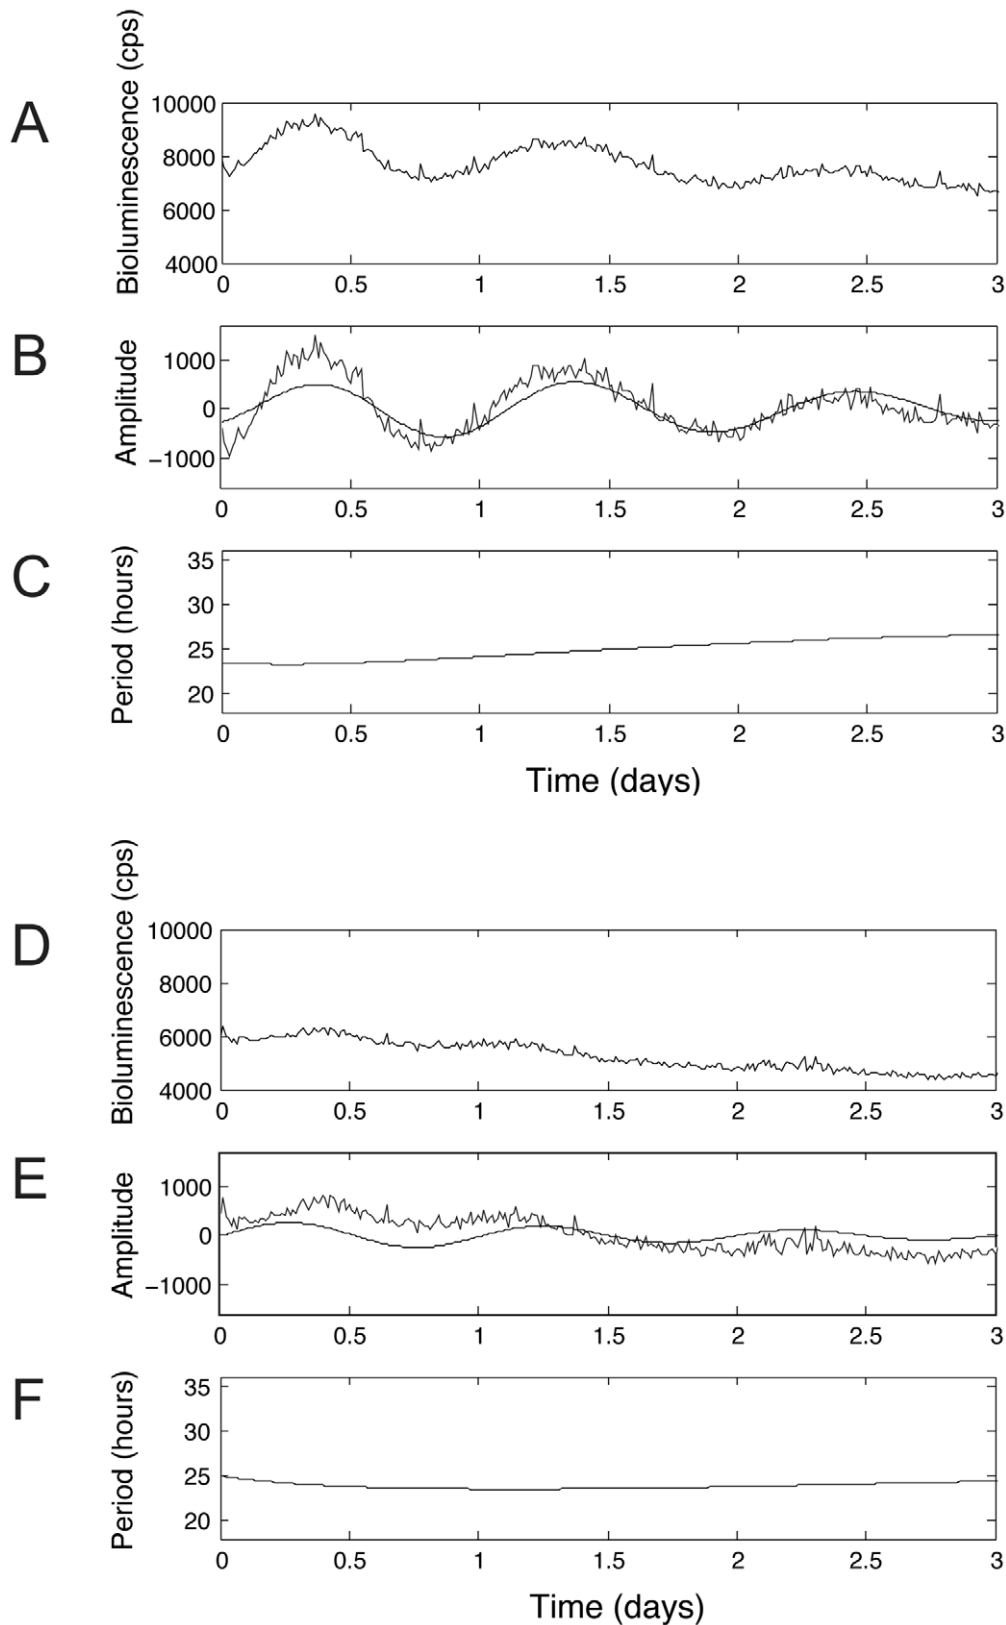 A
Bioluminescence (cps)
10000
8000
6000
4000
0 0.5 1 1.5 2 2.5 3
B
Amplitude
1000
0
−1000
0 0.5 1 1.5 2 2.5 3
C
Period (hours)
35
30
25
20
0 0.5 1 1.5 2 2.5 3
Time (days)
D
Bioluminescence (cps)
10000
8000
6000
4000
0 0.5 1 1.5 2 2.5 3
E
Amplitude
1000
0
−1000
0 0.5 1 1.5 2 2.5 3
F
Period (hours)
35
30
25
20
0 0.5 1 1.5 2 2.5 3
Time (days)